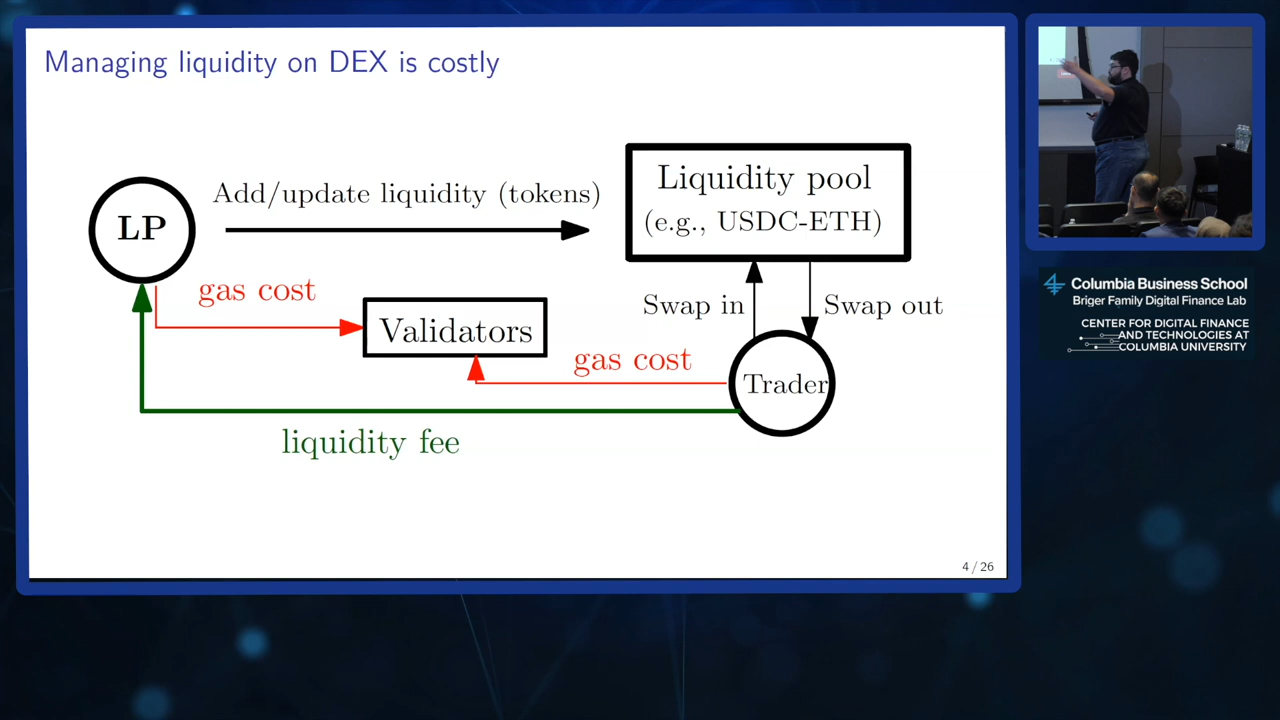 Managing liquidity on DEX is costly
LP
Add/update liquidity (tokens)
Liquidity pool
(e.g., USDC-ETH)
gas cost
Validators
Swap in
Swap out
gas cost
Trader
liquidity fee
4 / 26
Columbia Business School
Briger Family Digital Finance Lab
CENTER FOR DIGITAL FINANCE
AND TECHNOLOGIES AT
COLUMBIA UNIVERSITY